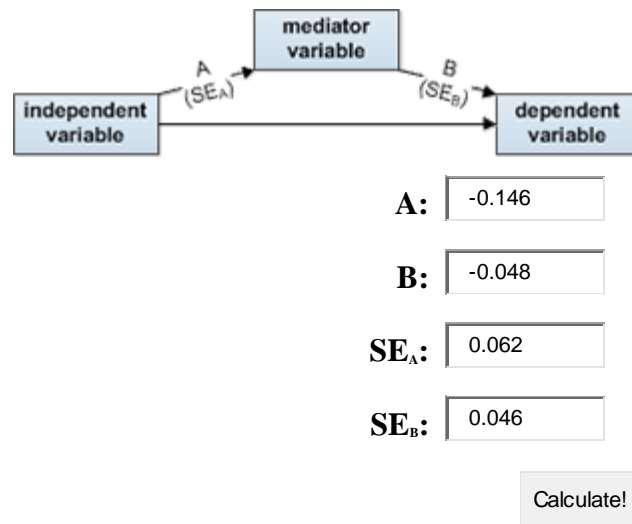 mediator
variable
A
(SEA)
B
(SEB)
independent
variable
dependent
variable
A: -0.146
B: -0.048
SEA: 0.062
SEB: 0.046
Calculate!